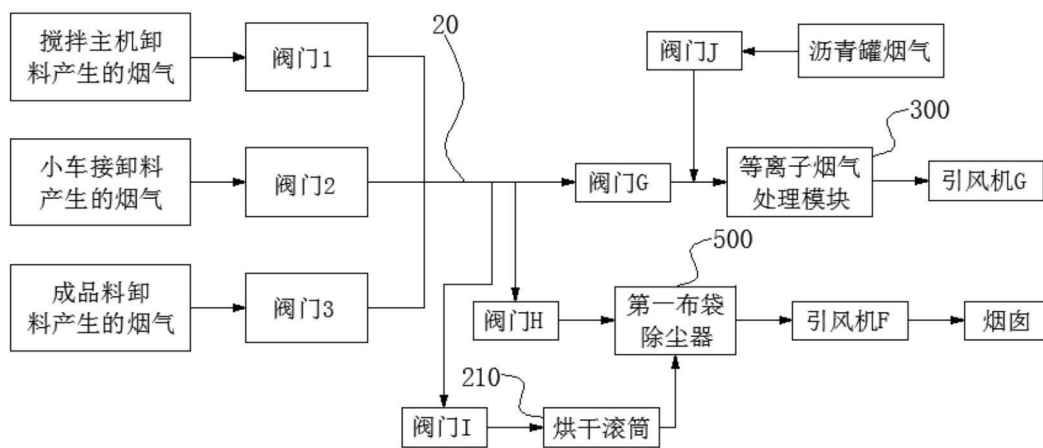 搅拌主机卸
料产生的烟气
阀门1
20
阀门J
沥青罐烟气
300
小车接卸料
产生的烟气
阀门2
阀门G
等离子烟气
处理模块
引风机G
500
成品料卸
料产生的烟气
阀门3
阀门H
第一布袋
除尘器
引风机F
烟囱
210
阀门I
烘干滚筒